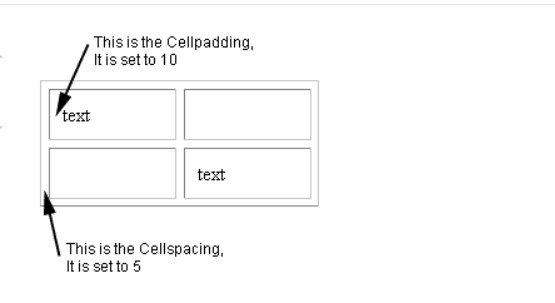 This is the Cellpadding,
It is set to 10
text
text
This is the Cellspacing,
It is set to 5